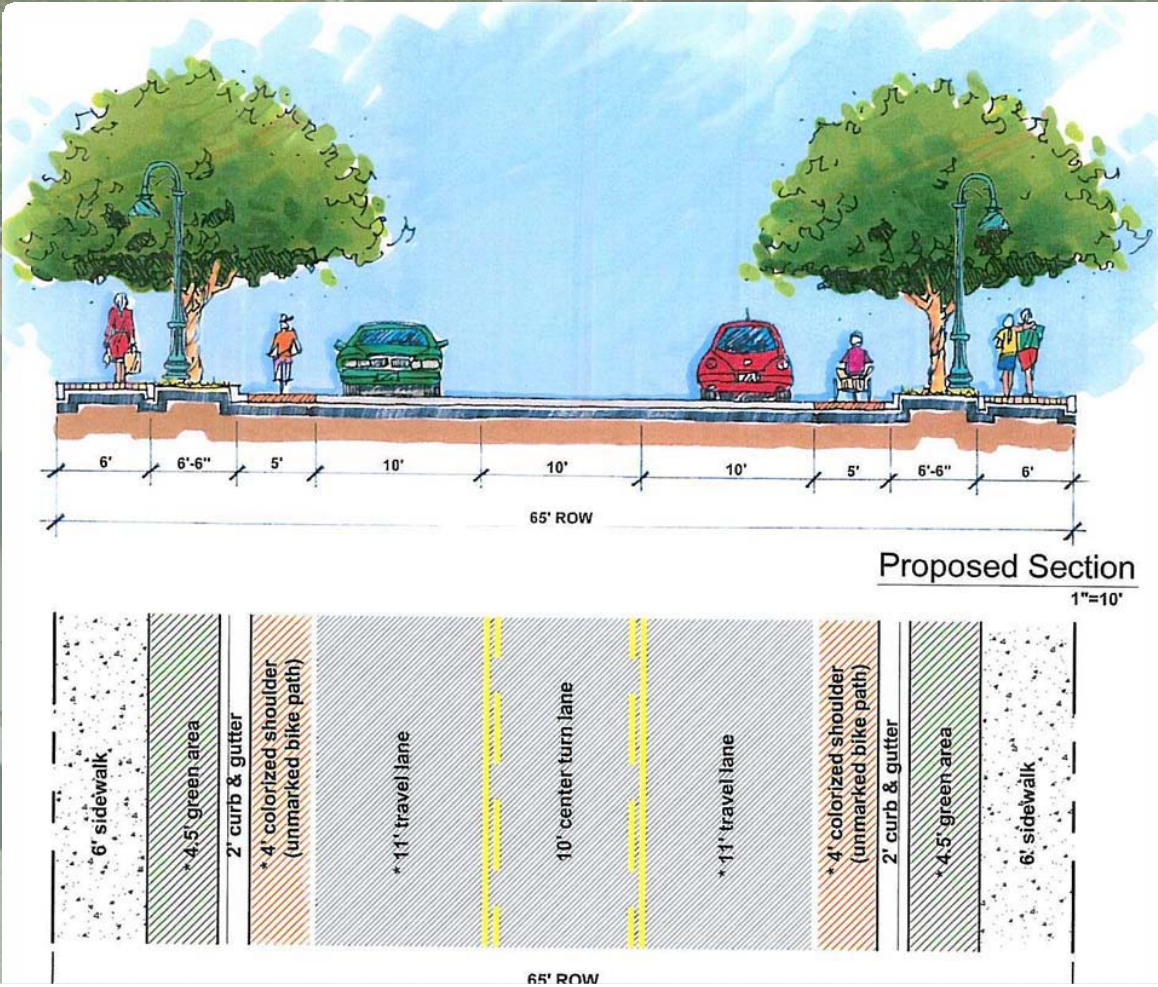 6' 6'-6" 5' 10' 10' 10' 5' 6'-6" 6'
65' ROW
Proposed Section
1"=10'
6' sidewalk
* 4.5' green area
2' curb & gutter
* 4' colorized shoulder
(unmarked bike path)
* 11' travel lane
10' center turn lane
* 11' travel lane
* 4' colorized shoulder
(unmarked bike path)
2' curb & gutter
* 4.5' green area
6' sidewalk
65' ROW